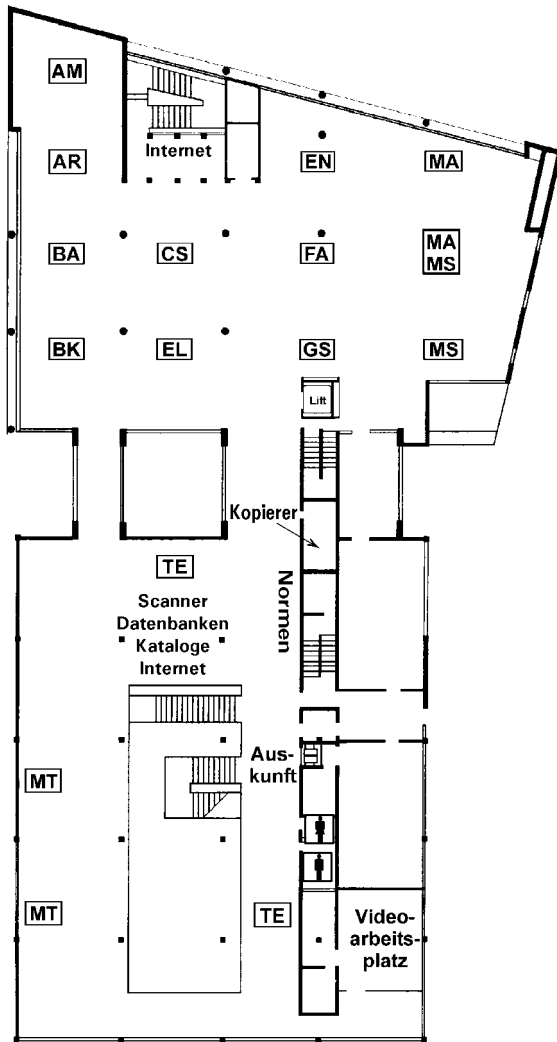 AM
Internet
AR
EN
MA
BA
CS
FA
MA
MS
BK
EL
GS
MS
Lift
Kopierer
TE
Normen
Scanner
Datenbanken
Kataloge
Internet
Aus-
kunft
MT
MT
TE
Video-
arbeits-
platz